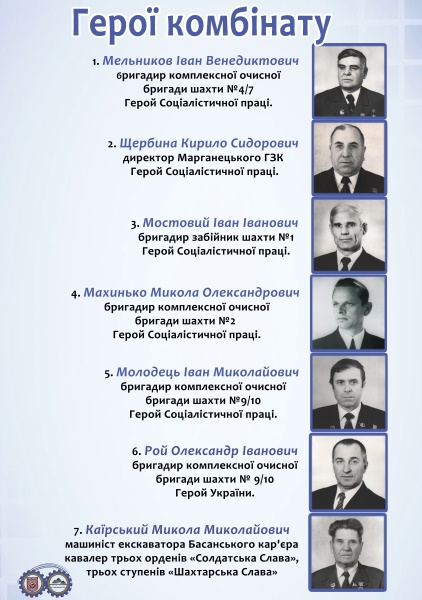 Герої комбінату
1. Мельников Іван Венедиктович
бригадир комплексної очисної
бригади шахти №4/7
Герой Соціалістичної праці.
2. Щербина Кирило Сидорович
директор Марганецького ГЗК
Герой Соціалістичної праці.
3. Мостовий Іван Іванович
бригадир забійник шахти №1
Герой Соціалістичної праці.
4. Махинько Микола Олександрович
бригадир комплексної очисної
бригади шахти №2
Герой Соціалістичної праці.
5. Молодець Іван Миколайович
бригадир комплексної очисної
бригади шахти №9/10
Герой Соціалістичної праці.
6. Рой Олександр Іванович
бригадир комплексної очисної
бригади шахти № 9/10
Герой України.
7. Каїрський Микола Миколайович
машиніст екскаватора Басанського кар'єра
кавалер трьох орденів «Солдатська Слава»,
трьох ступенів «Шахтарська Слава»